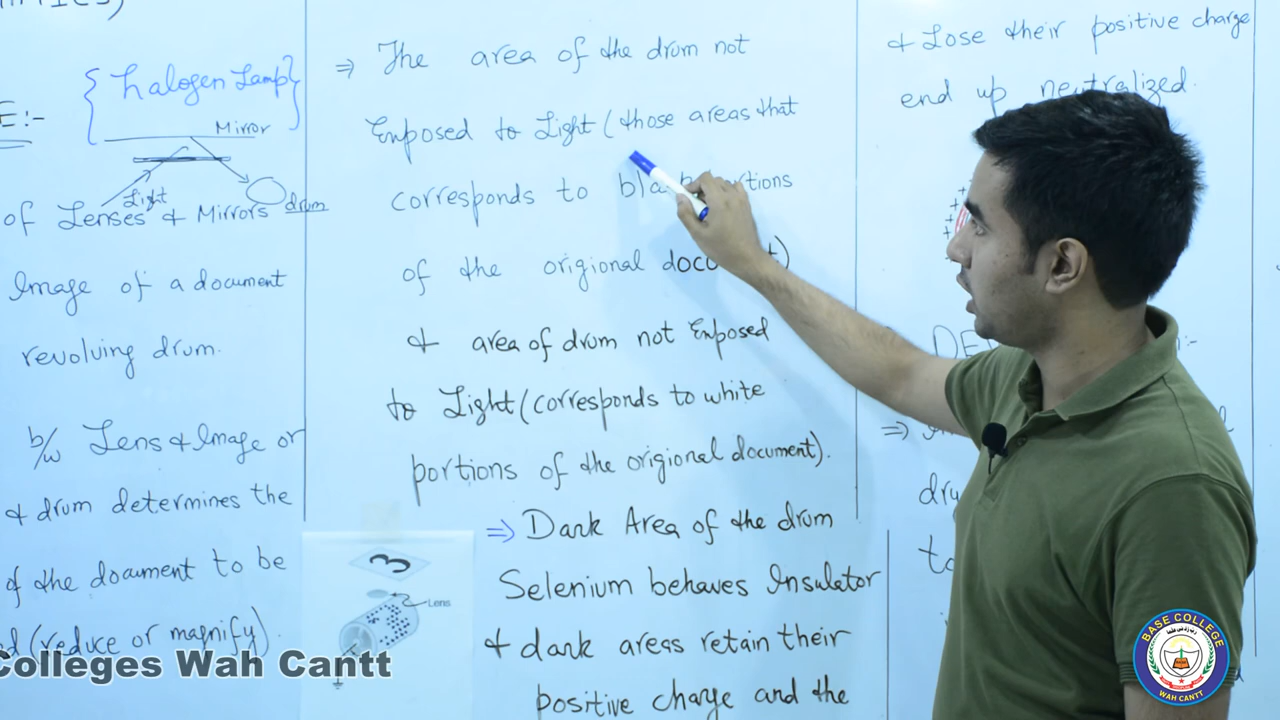 { halogen Lamp }
E:-
Mirror
Light
drum
of Lenses & Mirrors
Image of a document
revolving drum.
b/w Lens & Image or
& drum determines the
of the document to be
(reduce or magnify).
⇒ The area of the drum not
Exposed to Light (those areas that
corresponds to
of the origional
& area of drum not Exposed
to Light (corresponds to white
portions of the origional document).
⇒ Dark Area of the drum
Selenium behaves Insulator
& dark areas retain their
positive charge and the
3
Lens
& Lose their positive charge
end up neutralized.
Colleges Wah Cantt
BASE COLLEGE
WAH CANTT